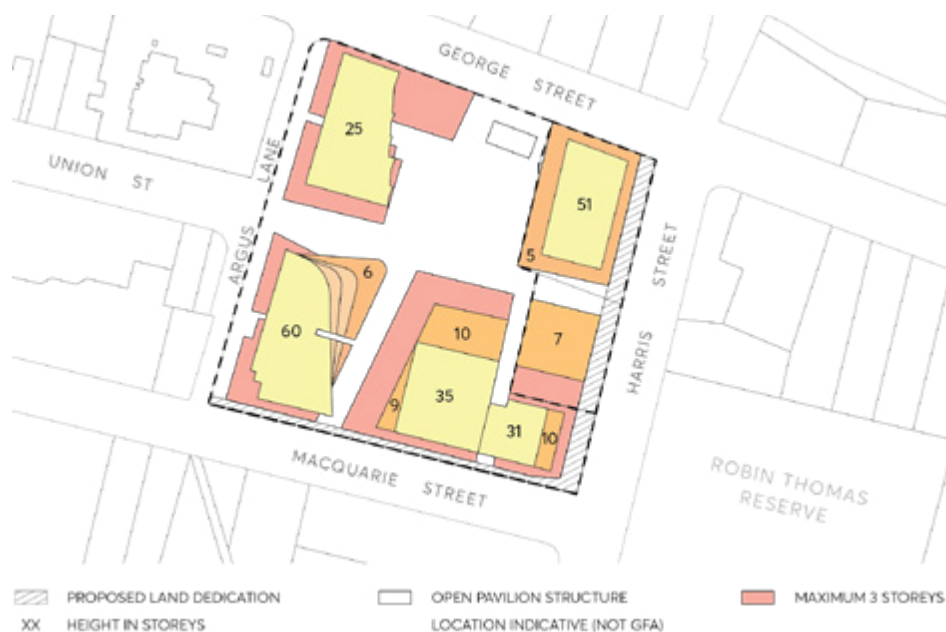 GEORGE STREET
UNION ST
ARGUS LANE
25
51
5
HARRIS STREET
6
60
10
7
35
9
31
10
MACQUARIE STREET
ROBIN THOMAS
RESERVE
PROPOSED LAND DEDICATION
OPEN PAVILION STRUCTURE
MAXIMUM 3 STOREYS
XX HEIGHT IN STOREYS
LOCATION INDICATIVE (NOT GFA)